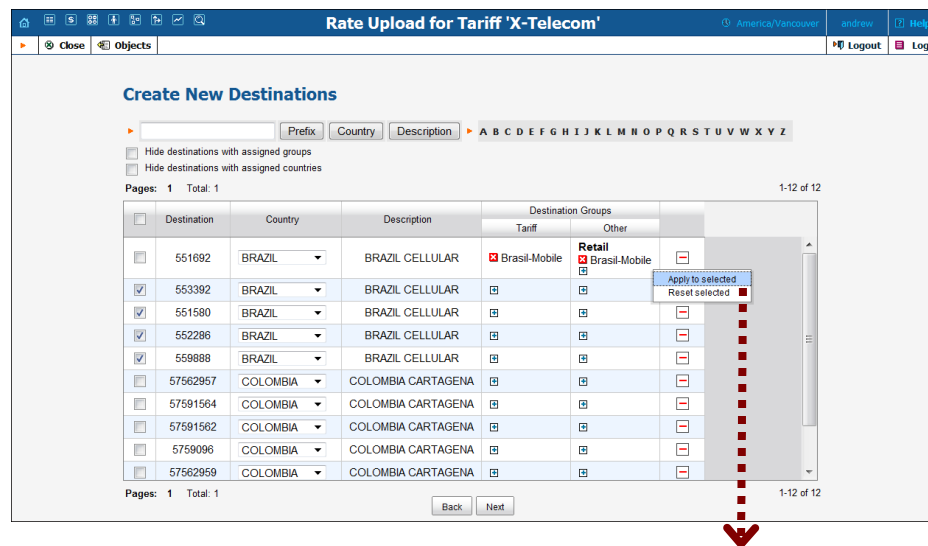 Rate Upload for Tariff 'X-Telecom'
America/Vancouver
andrew
Help
Close
Objects
Logout
Log
Create New Destinations
Prefix Country Description A B C D E F G H I J K L M N O P Q R S T U V W X Y Z
Hide destinations with assigned groups
Hide destinations with assigned countries
Pages: 1 Total: 1 1-12 of 12
Destination Country Description Destination Groups
Tariff Other
551692 BRAZIL BRAZIL CELLULAR Brasil-Mobile Retail
Brasil-Mobile
Apply to selected
Reset selected
553392 BRAZIL BRAZIL CELLULAR
551580 BRAZIL BRAZIL CELLULAR
552286 BRAZIL BRAZIL CELLULAR
559888 BRAZIL BRAZIL CELLULAR
57562957 COLOMBIA COLOMBIA CARTAGENA
57591564 COLOMBIA COLOMBIA CARTAGENA
57591562 COLOMBIA COLOMBIA CARTAGENA
5759096 COLOMBIA COLOMBIA CARTAGENA
57562959 COLOMBIA COLOMBIA CARTAGENA
Pages: 1 Total: 1 1-12 of 12
Back Next